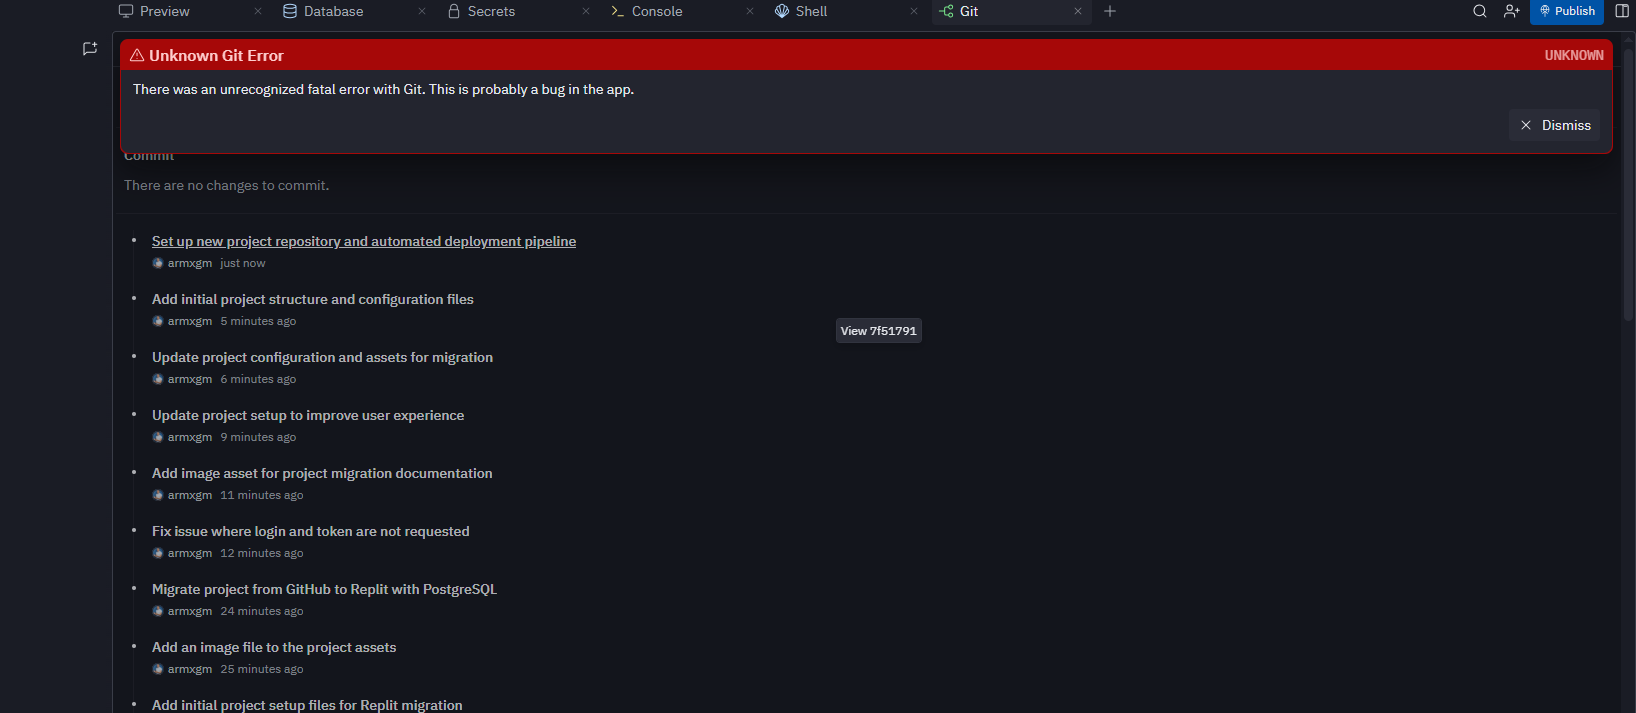 Preview
Database
Secrets
Console
Shell
Git
Publish
Unknown Git Error
UNKNOWN
There was an unrecognized fatal error with Git. This is probably a bug in the app.
Dismiss
Commit
There are no changes to commit.
Set up new project repository and automated deployment pipeline
armxgm just now
Add initial project structure and configuration files
armxgm 5 minutes ago
View 7f51791
Update project configuration and assets for migration
armxgm 6 minutes ago
Update project setup to improve user experience
armxgm 9 minutes ago
Add image asset for project migration documentation
armxgm 11 minutes ago
Fix issue where login and token are not requested
armxgm 12 minutes ago
Migrate project from GitHub to Replit with PostgreSQL
armxgm 24 minutes ago
Add an image file to the project assets
armxgm 25 minutes ago
Add initial project setup files for Replit migration